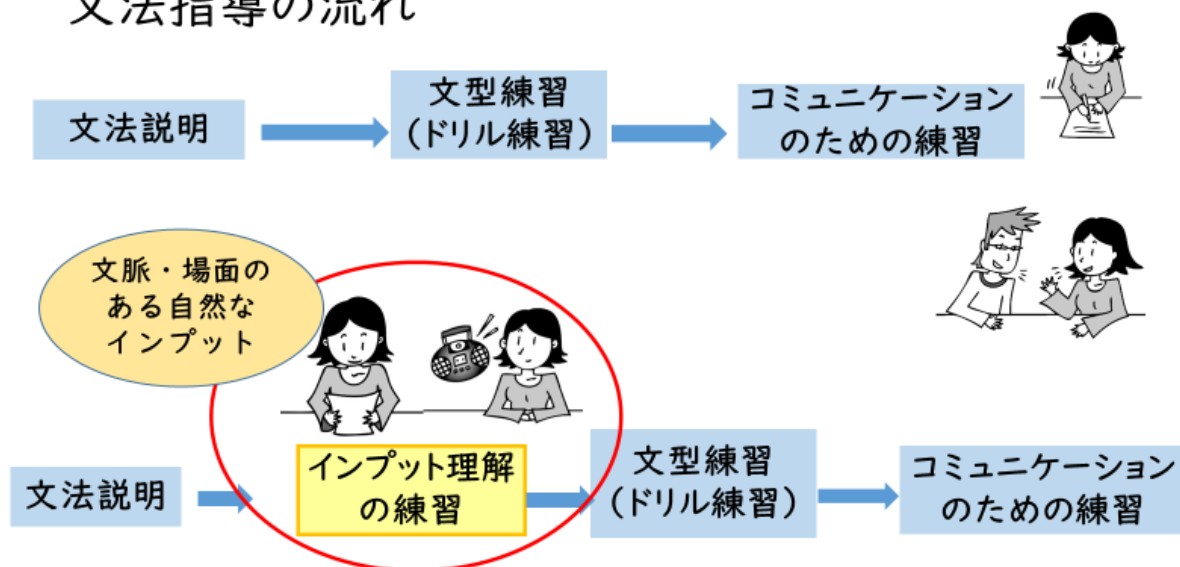 文法指導の流れ
文法説明
文型練習
(ドリル練習)
コミュニケーション
のための練習
文脈・場面の
ある自然な
インプット
文法説明
インプット理解
の練習
文型練習
(ドリル練習)
コミュニケーション
のための練習